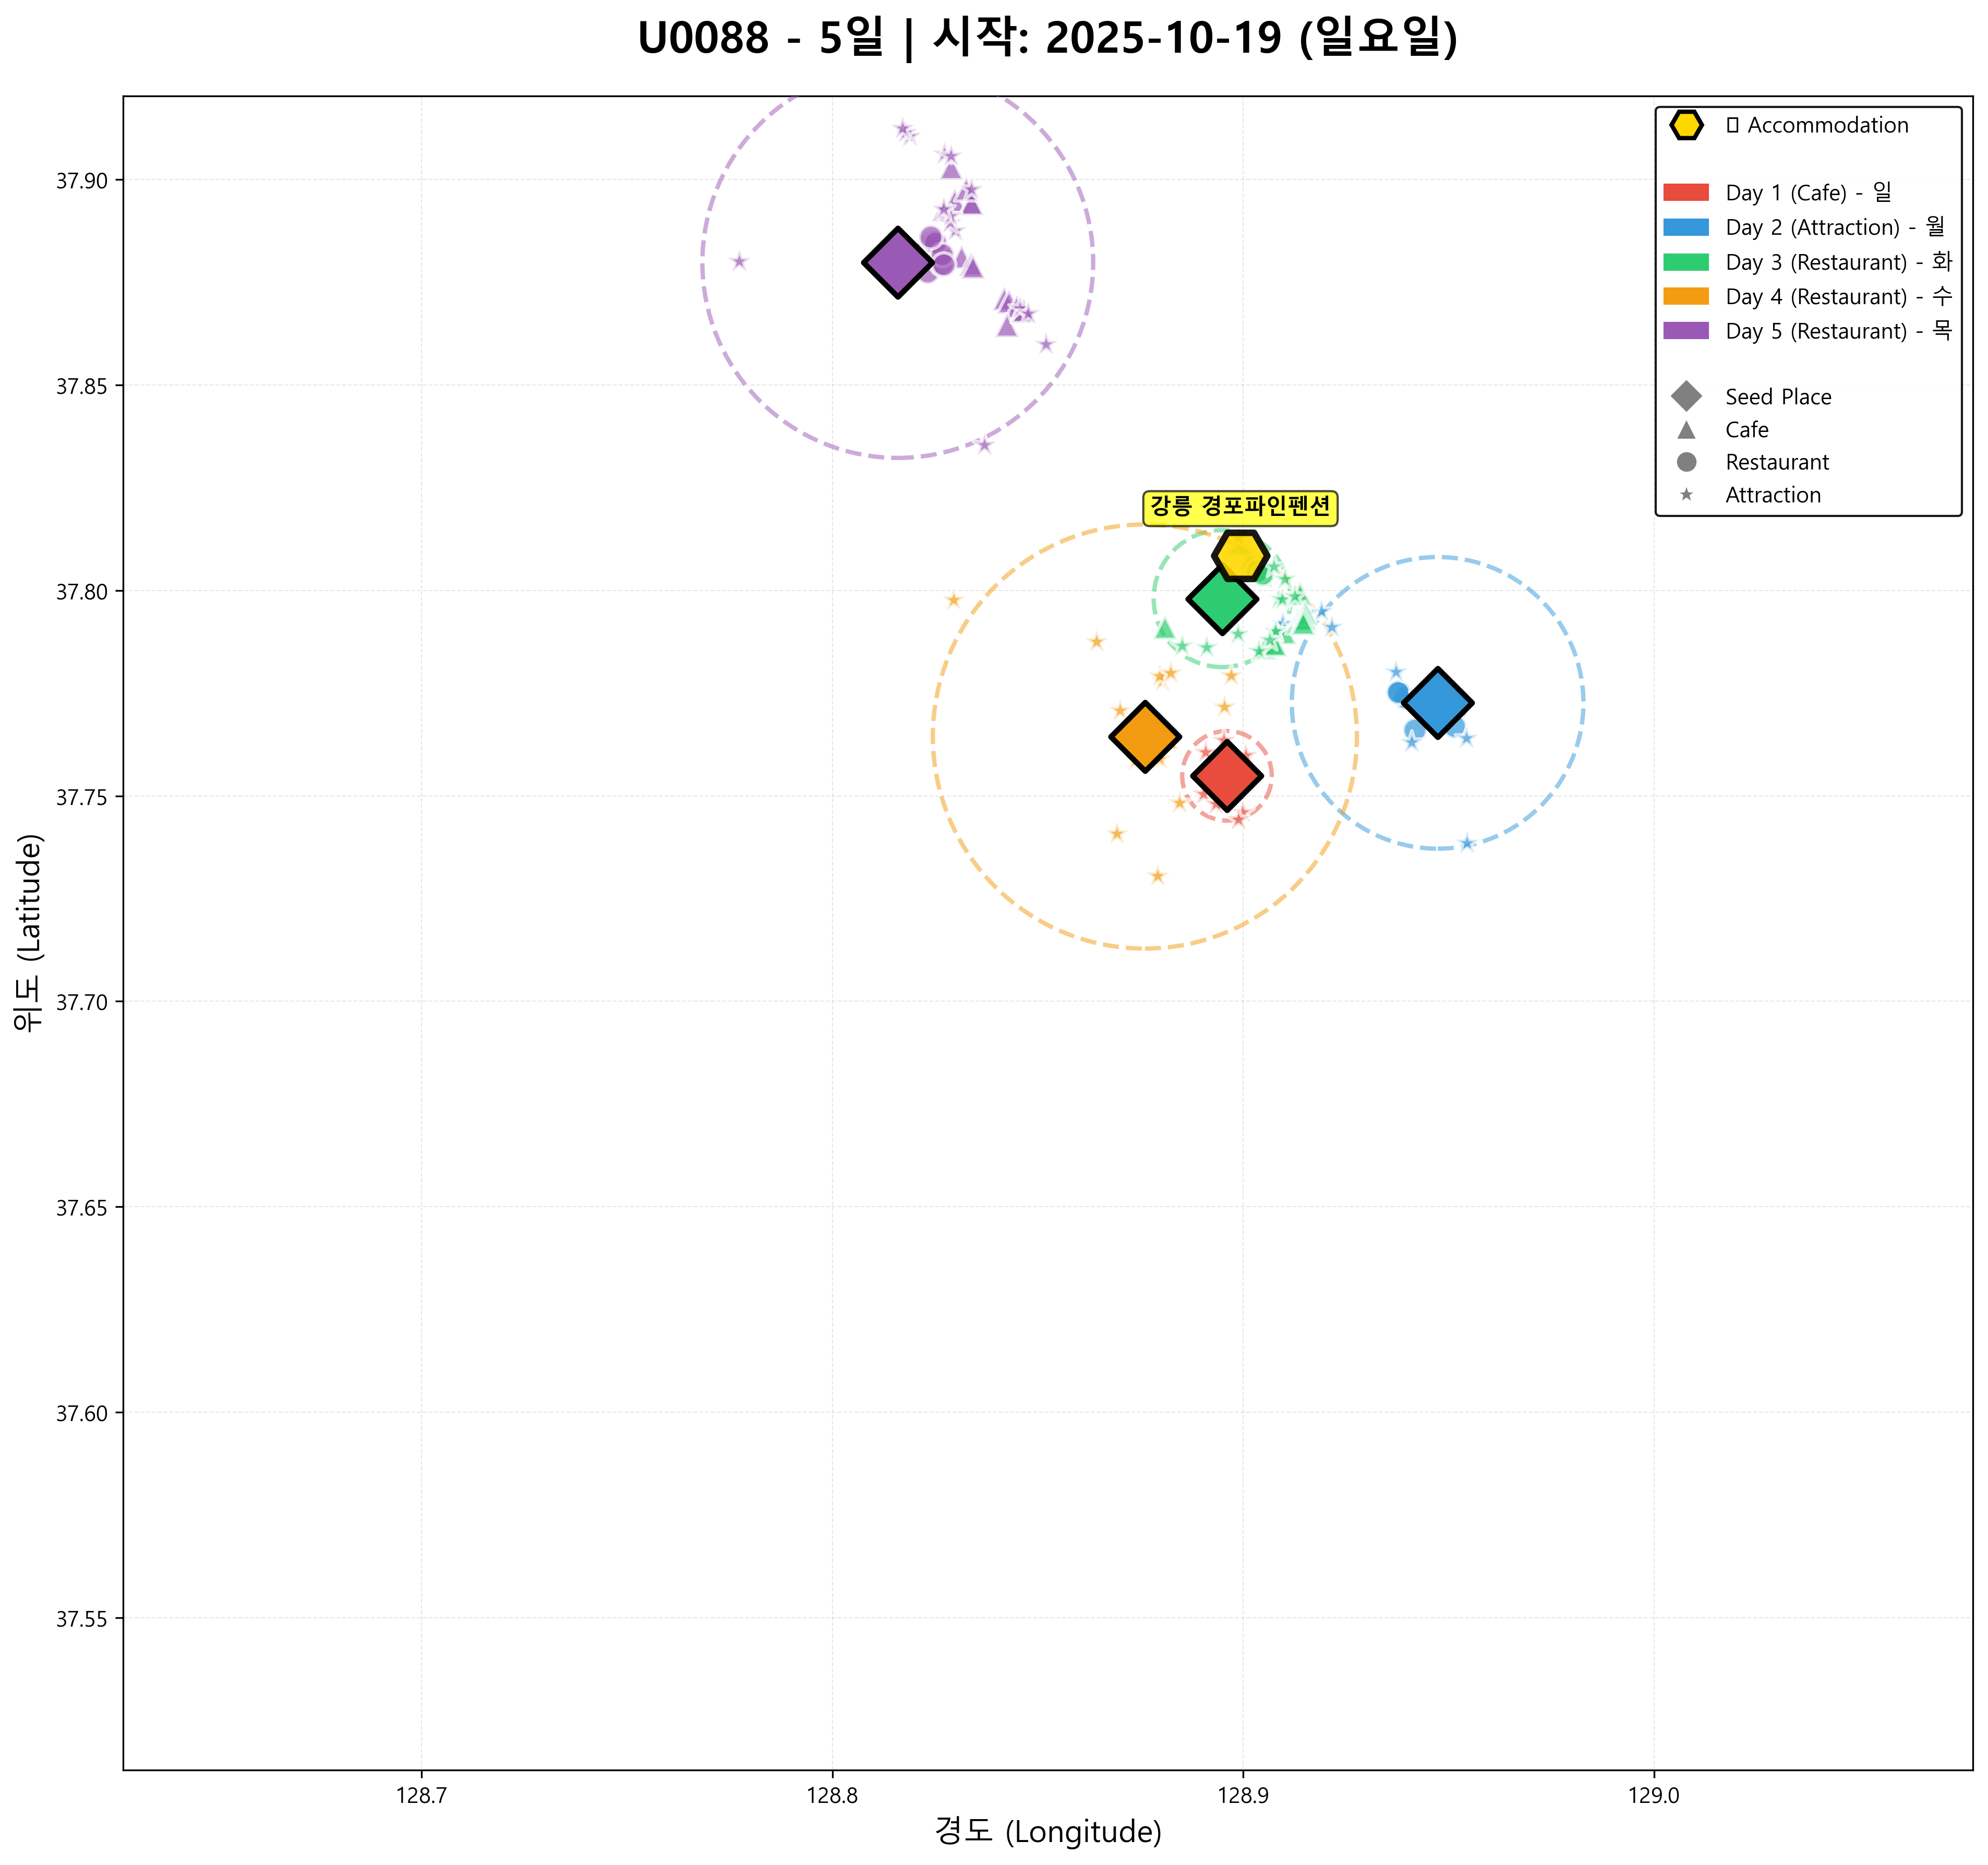 U0088 - 5일 | 시작: 2025-10-19 (일요일)
▯ Accommodation
Day 1 (Cafe) - 일
Day 2 (Attraction) - 월
Day 3 (Restaurant) - 화
Day 4 (Restaurant) - 수
Day 5 (Restaurant) - 목
Seed Place
Cafe
Restaurant
Attraction
강릉 경포파인펜션
37.90
37.85
37.80
37.75
37.70
37.65
37.60
37.55
위도 (Latitude)
128.7
128.8
128.9
129.0
경도 (Longitude)